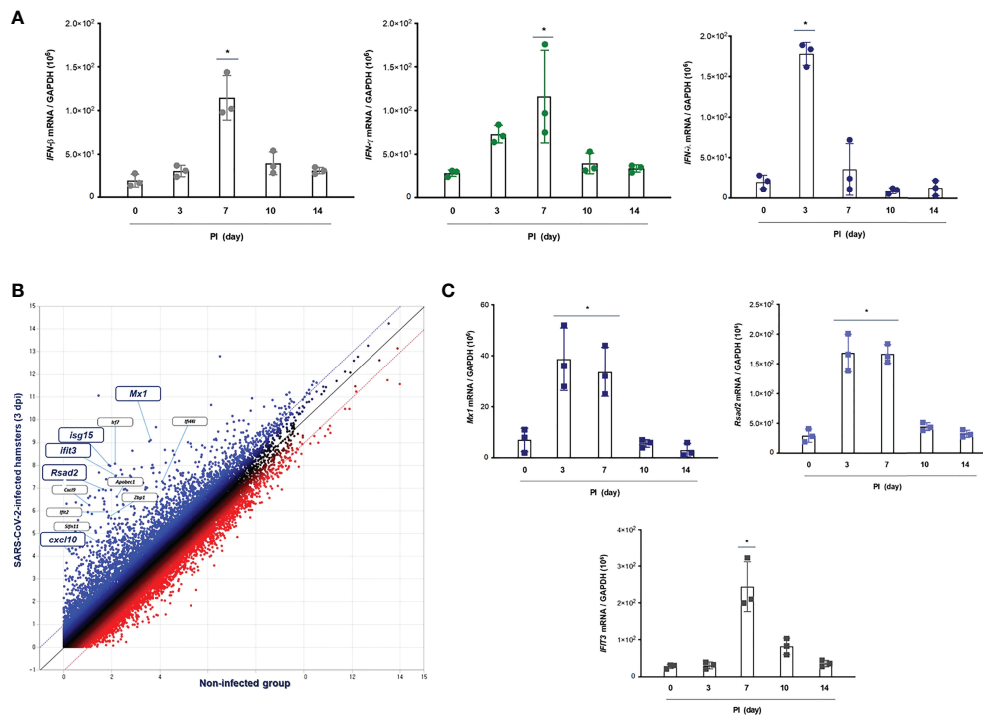 A
IFN-β mRNA / GAPDH (10⁶)
2.0×10²
1.5×10²
1.0×10²
5.0×10¹
0
*
0 3 7 10 14
PI (day)
IFN-γ mRNA / GAPDH (10⁶)
2.0×10²
1.5×10²
1.0×10²
5.0×10¹
0
*
0 3 7 10 14
PI (day)
IFN-λ mRNA / GAPDH (10⁶)
2.0×10²
1.5×10²
1.0×10²
5.0×10¹
0
*
0 3 7 10 14
PI (day)
B
SARS-CoV-2-infected hamsters (3 dpi)
15
14
13
12
11
10
9
8
7
6
5
4
3
2
1
0
-1
Mx1
Irf7
Ifi44l
isg15
Ifit3
Apobec1
Rsad2
Cxcl9
Zbp1
Ifit2
Slfn11
cxcl10
0 2 4 6 8 0 10 12 14 15
Non-infected group
C
Mx1 mRNA / GAPDH (10⁶)
60
40
20
0
*
0 3 7 10 14
PI (day)
Rsad2 mRNA / GAPDH (10⁶)
2.5×10²
2.0×10²
1.5×10²
1.0×10²
5.0×10¹
0
*
0 3 7 10 14
PI (day)
IFIT3 mRNA / GAPDH (10⁶)
4×10²
3×10²
2×10²
1×10²
0
*
0 3 7 10 14
PI (day)